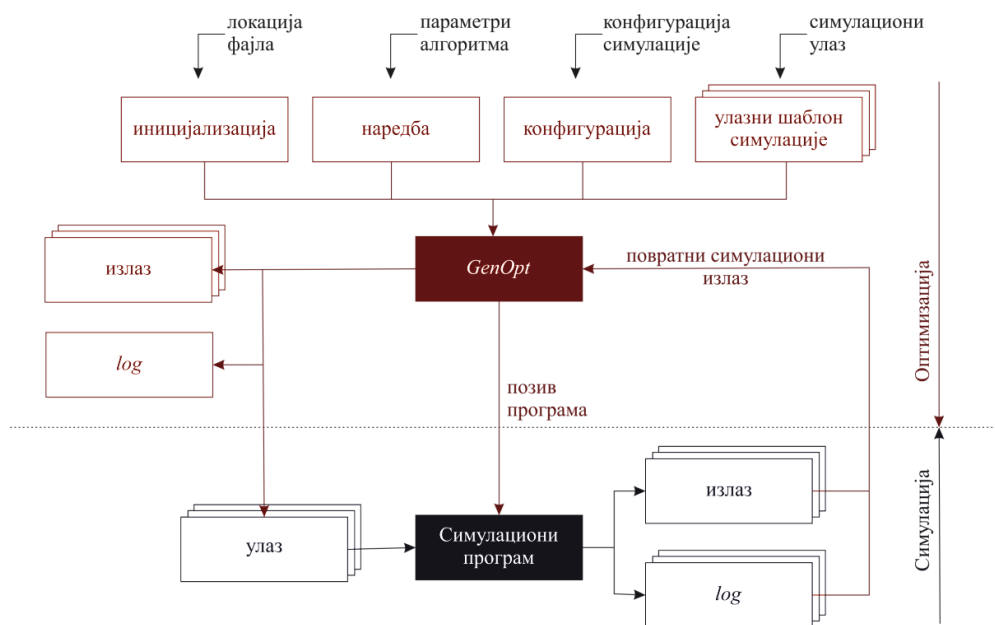 локација
фајла
параметри
алгоритма
конфигурација
симулације
симулациони
улаз
иницијализација
наредба
конфигурација
улазни шаблон
симулације
излаз
GenOpt
повратни симулациони
излаз
log
позив
програма
Оптимизација
излаз
улаз
Симулациони
програм
log
Симулација